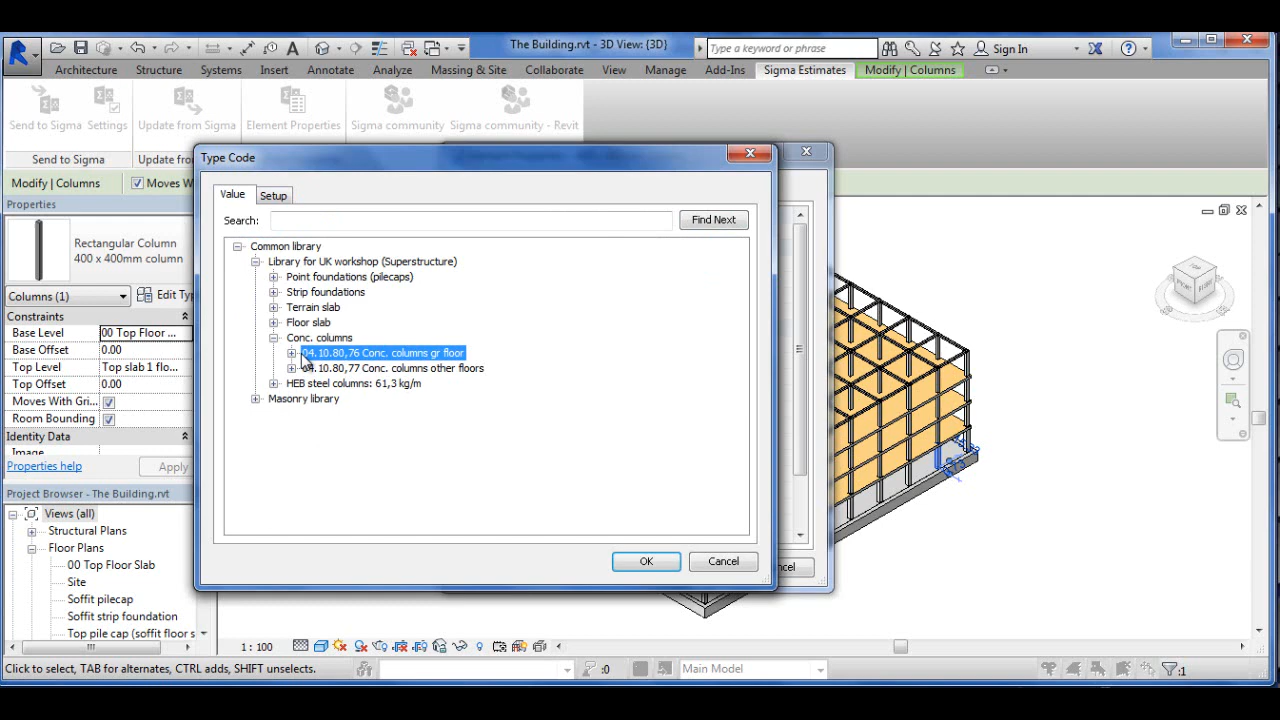 The Building.rvt - 3D View: {3D}
Type a keyword or phrase
Sign In
Architecture
Structure
Systems
Insert
Annotate
Analyze
Massing & Site
Collaborate
View
Manage
Add-Ins
Sigma Estimates
Modify | Columns
Send to Sigma
Settings
Update from Sigma
Element Properties
Sigma community
Sigma community - Revit
Send to Sigma
Update fro
Modify | Columns
Moves W
Type Code
Value
Setup
Search:
Find Next
Common library
Library for UK workshop (Superstructure)
Point foundations (pilecaps)
Strip foundations
Terrain slab
Floor slab
Conc. columns
04.10.80,76 Conc. columns gr floor
04.10.80,77 Conc. columns other floors
HEB steel columns: 61,3 kg/m
Masonry library
OK
Cancel
ncel
Properties
Rectangular Column
400 x 400mm column
Columns (1)
Edit Typ
Constraints
Base Level
00 Top Floor ...
Base Offset
0.00
Top Level
Top slab 1 flo...
Top Offset
0.00
Moves With Gri...
Room Bounding
Identity Data
Image
Properties help
Apply
Project Browser - The Building.rvt
Views (all)
Structural Plans
Floor Plans
00 Top Floor Slab
Site
Soffit pilecap
Soffit strip foundation
Top pile cap (soffit floor s
TOP
FRONT
1 : 100
Click to select, TAB for alternates, CTRL adds, SHIFT unselects.
:0
Main Model
:1